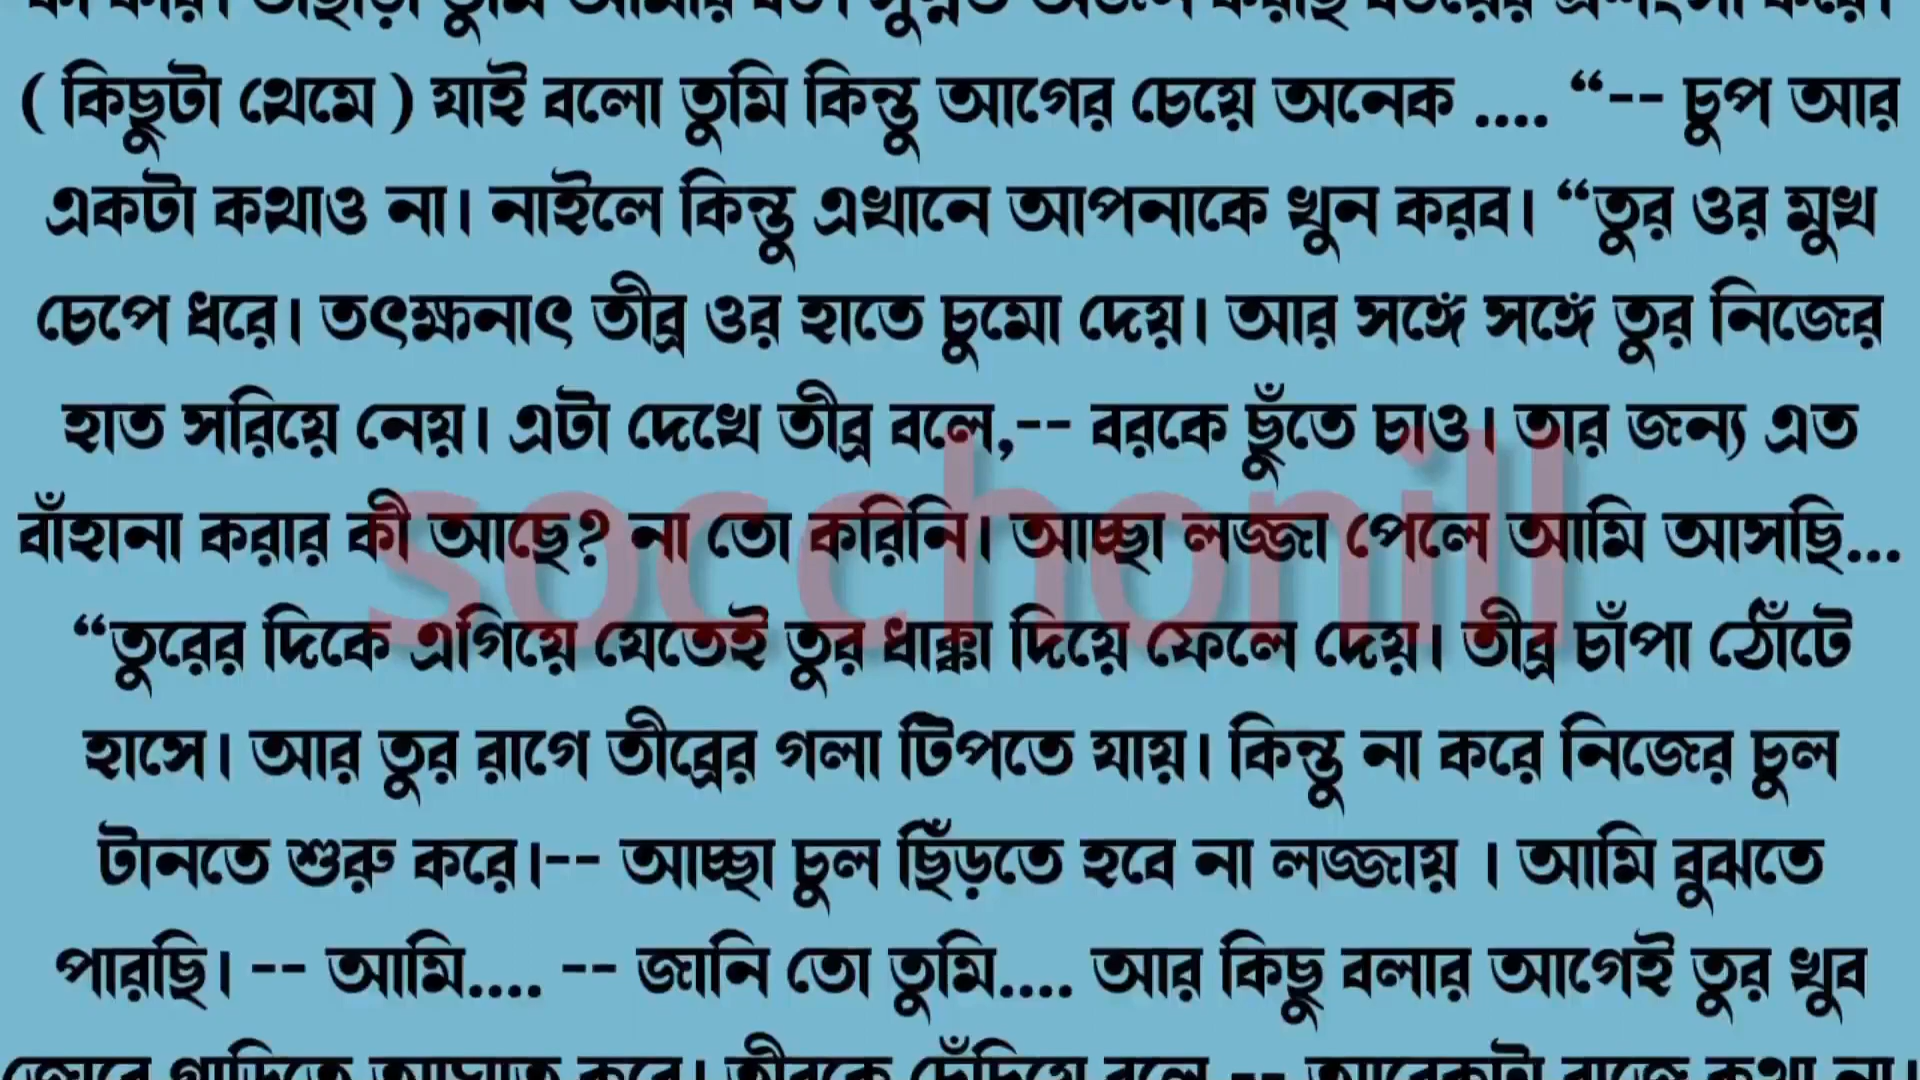 ( কিছুটা থেমে ) যাই বলো তুমি কিন্তু আগের চেয়ে অনেক .... “-- চুপ আর
একটা কথাও না। নাইলে কিন্তু এখানে আপনাকে খুন করব। “তুর ওর মুখ
চেপে ধরে। তৎক্ষনাৎ তীব্র ওর হাতে চুমো দেয়। আর সঙ্গে সঙ্গে তুর নিজের
হাত সরিয়ে নেয়। এটা দেখে তীব্র বলে,-- বরকে ছুঁতে চাও। তার জন্য এত
বাঁহানা করার কী আছে? না তো করিনি। আচ্ছা লজ্জা পেলে আমি আসছি...
socchonill
“তুরের দিকে এগিয়ে যেতেই তুর ধাক্কা দিয়ে ফেলে দেয়। তীব্র চাঁপা ঠোঁটে
হাসে। আর তুর রাগে তীব্রের গলা টিপতে যায়। কিন্তু না করে নিজের চুল
টানতে শুরু করে।-- আচ্ছা চুল ছিঁড়তে হবে না লজ্জায় । আমি বুঝতে
পারছি। -- আমি.... -- জানি তো তুমি.... আর কিছু বলার আগেই তুর খুব